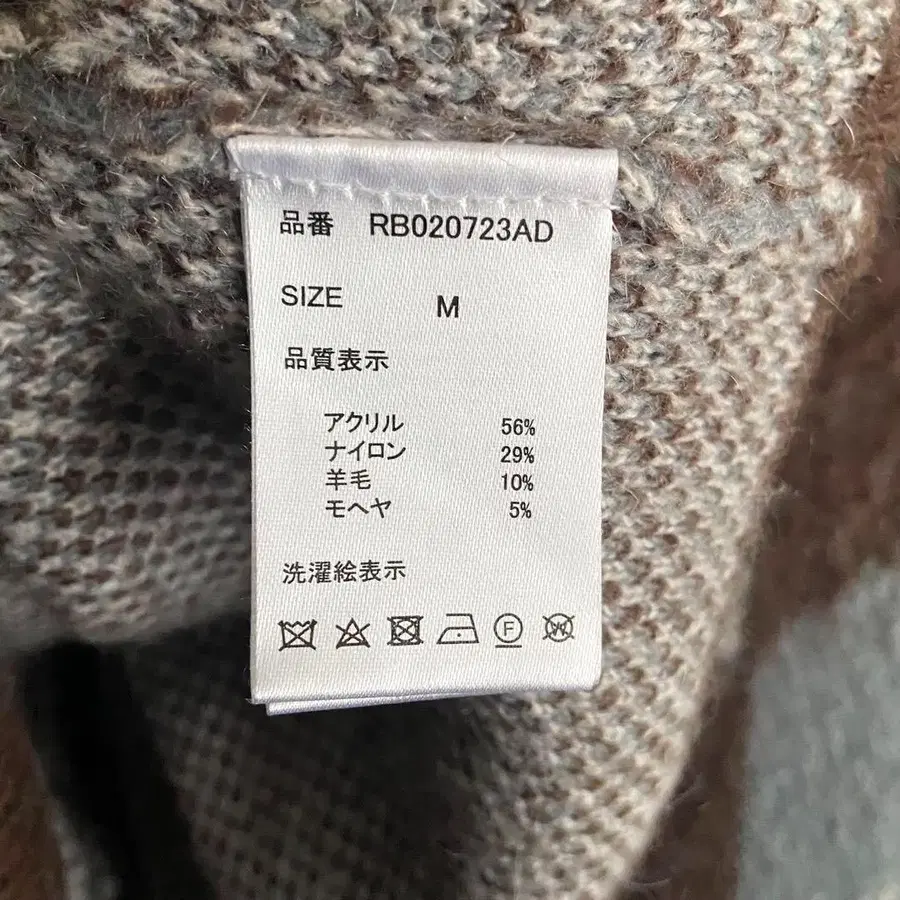 品番 RB020723AD
SIZE M
品質表示
アクリル 56%
ナイロン 29%
羊毛 10%
モヘヤ 5%
洗濯絵表示
F W